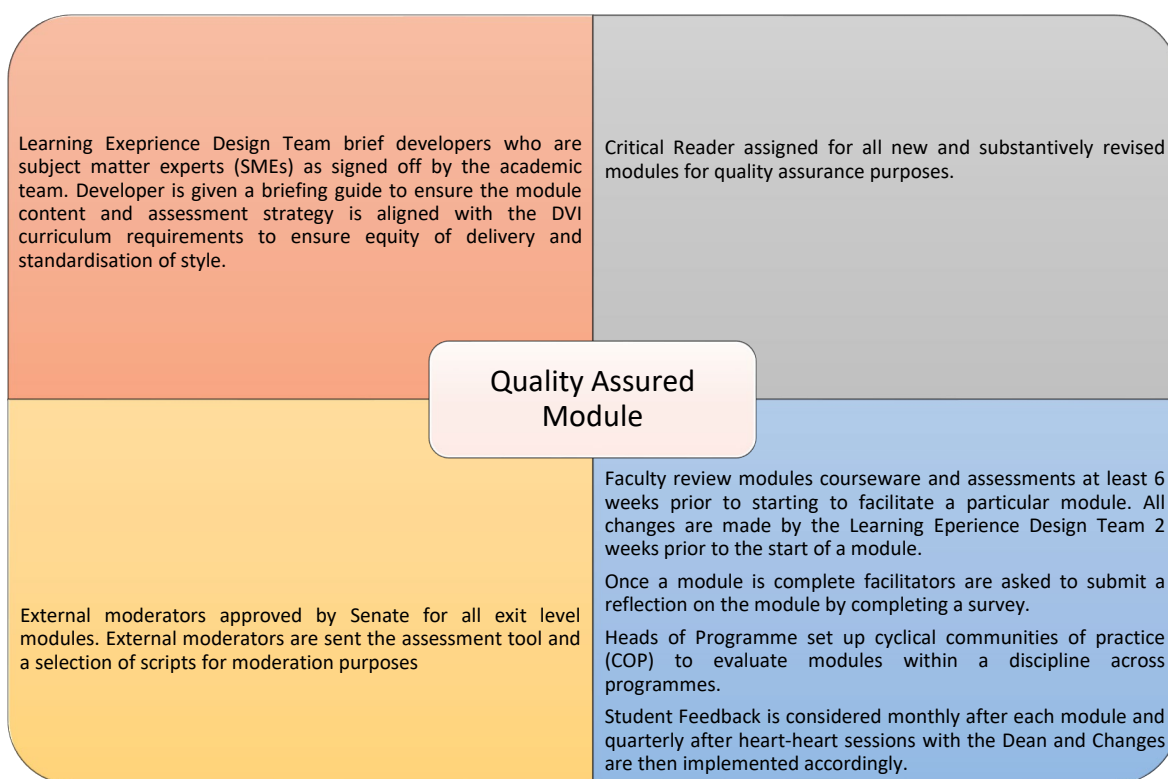 Learning Exeprience Design Team brief developers who are
subject matter experts (SMEs) as signed off by the academic
team. Developer is given a briefing guide to ensure the module
content and assessment strategy is aligned with the DVI
curriculum requirements to ensure equity of delivery and
standardisation of style.
Critical Reader assigned for all new and substantively revised
modules for quality assurance purposes.
Quality Assured
Module
External moderators approved by Senate for all exit level
modules. External moderators are sent the assessment tool and
a selection of scripts for moderation purposes
Faculty review modules courseware and assessments at least 6
weeks prior to starting to facilitate a particular module. All
changes are made by the Learning Eperience Design Team 2
weeks prior to the start of a module.
Once a module is complete facilitators are asked to submit a
reflection on the module by completing a survey.
Heads of Programme set up cyclical communities of practice
(COP) to evaluate modules within a discipline across
programmes.
Student Feedback is considered monthly after each module and
quarterly after heart-heart sessions with the Dean and Changes
are then implemented accordingly.